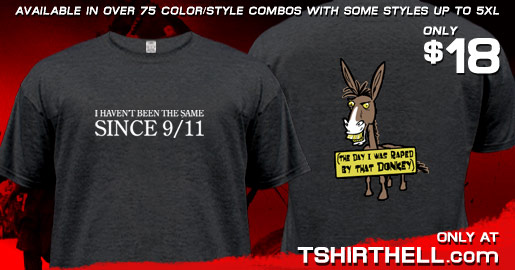 AVAILABLE IN OVER 75 COLOR/STYLE COMBOS WITH SOME STYLES UP TO 5XL
ONLY
$18
I HAVEN'T BEEN THE SAME
SINCE 9/11
(THE DAY I WAS RAPED
BY THAT DONKEY)
ONLY AT
TSHIRTHELL.com